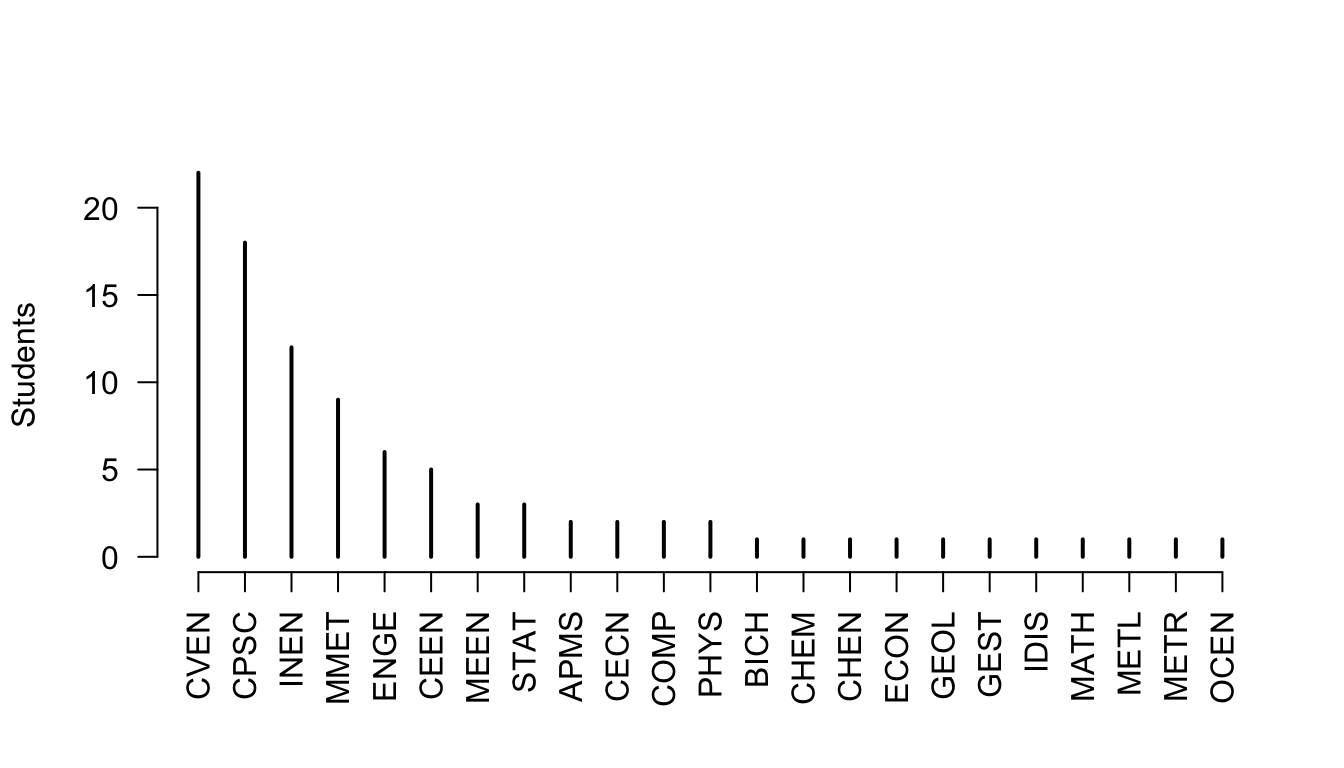 Students
20
15
10
5
0
CVEN
CPSC
INEN
MMET
ENGE
CEEN
MEEN
STAT
APMS
CECN
COMP
PHYS
BICH
CHEM
CHEN
ECON
GEOL
GEST
IDIS
MATH
METL
METR
OCEN